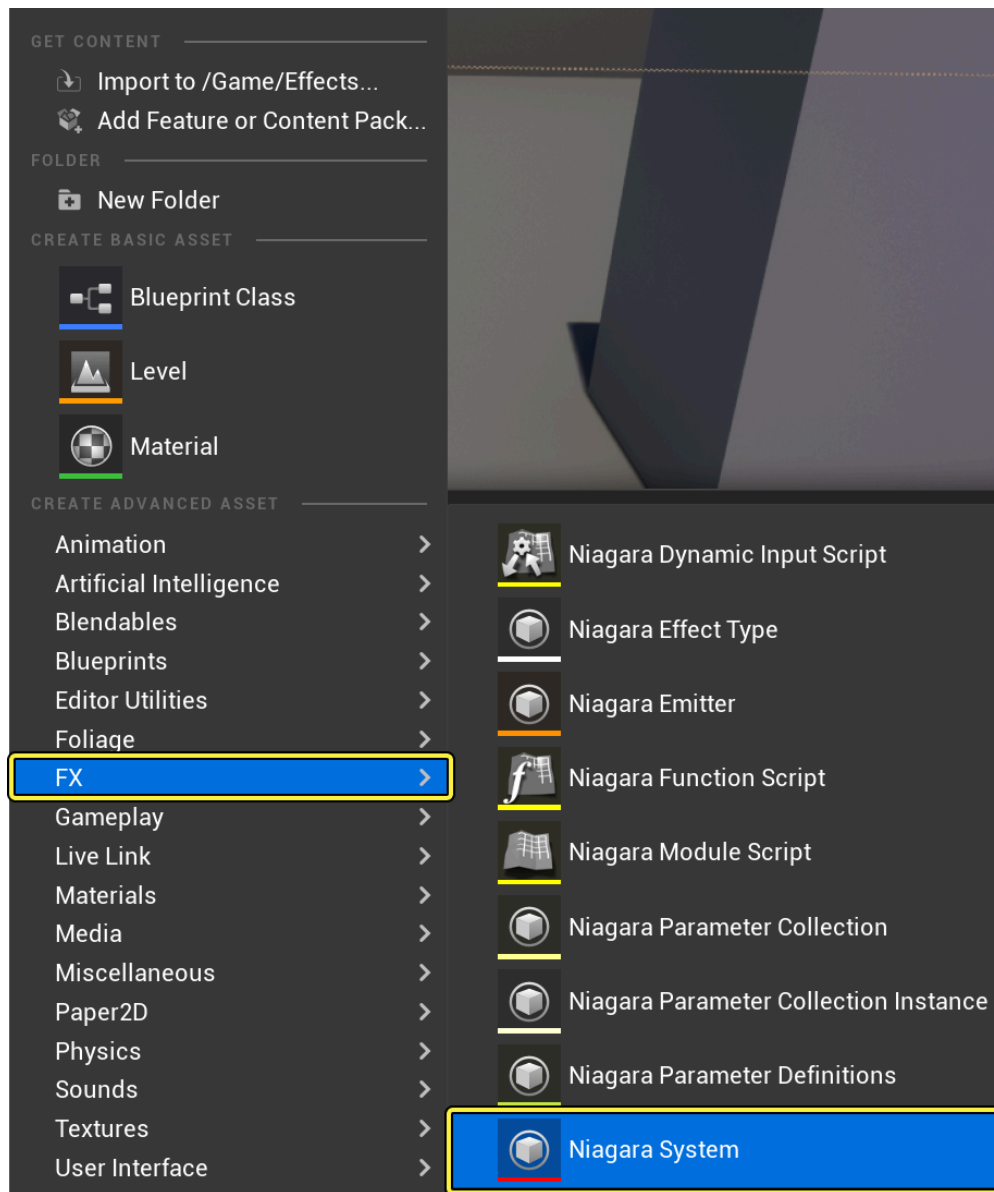 GET CONTENT
Import to /Game/Effects...
Add Feature or Content Pack...
FOLDER
New Folder
CREATE BASIC ASSET
Blueprint Class
Level
Material
CREATE ADVANCED ASSET
Animation
Artificial Intelligence
Blendables
Blueprints
Editor Utilities
Foliage
FX
Gameplay
Live Link
Materials
Media
Miscellaneous
Paper2D
Physics
Sounds
Textures
User Interface
Niagara Dynamic Input Script
Niagara Effect Type
Niagara Emitter
Niagara Function Script
Niagara Module Script
Niagara Parameter Collection
Niagara Parameter Collection Instance
Niagara Parameter Definitions
Niagara System